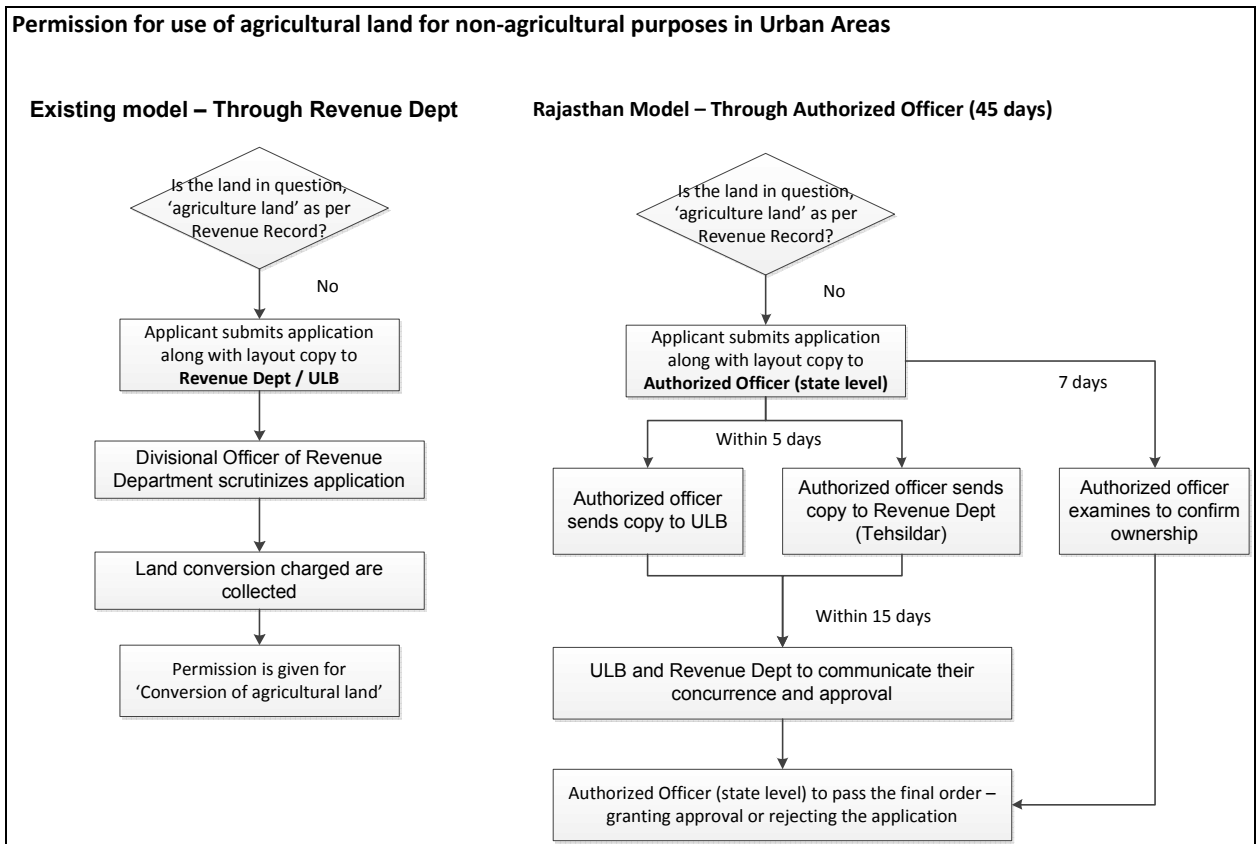 Permission for use of agricultural land for non-agricultural purposes in Urban Areas
Existing model – Through Revenue Dept
Is the land in question,
‘agriculture land’ as per
Revenue Record?
No
Applicant submits application
along with layout copy to
Revenue Dept / ULB
Divisional Officer of Revenue
Department scrutinizes application
Land conversion charged are
collected
Permission is given for
‘Conversion of agricultural land’
Rajasthan Model – Through Authorized Officer (45 days)
Is the land in question,
‘agriculture land’ as per
Revenue Record?
No
Applicant submits application
along with layout copy to
Authorized Officer (state level)
7 days
Within 5 days
Authorized officer
sends copy to ULB
Authorized officer sends
copy to Revenue Dept
(Tehsildar)
Authorized officer
examines to confirm
ownership
Within 15 days
ULB and Revenue Dept to communicate their
concurrence and approval
Authorized Officer (state level) to pass the final order –
granting approval or rejecting the application